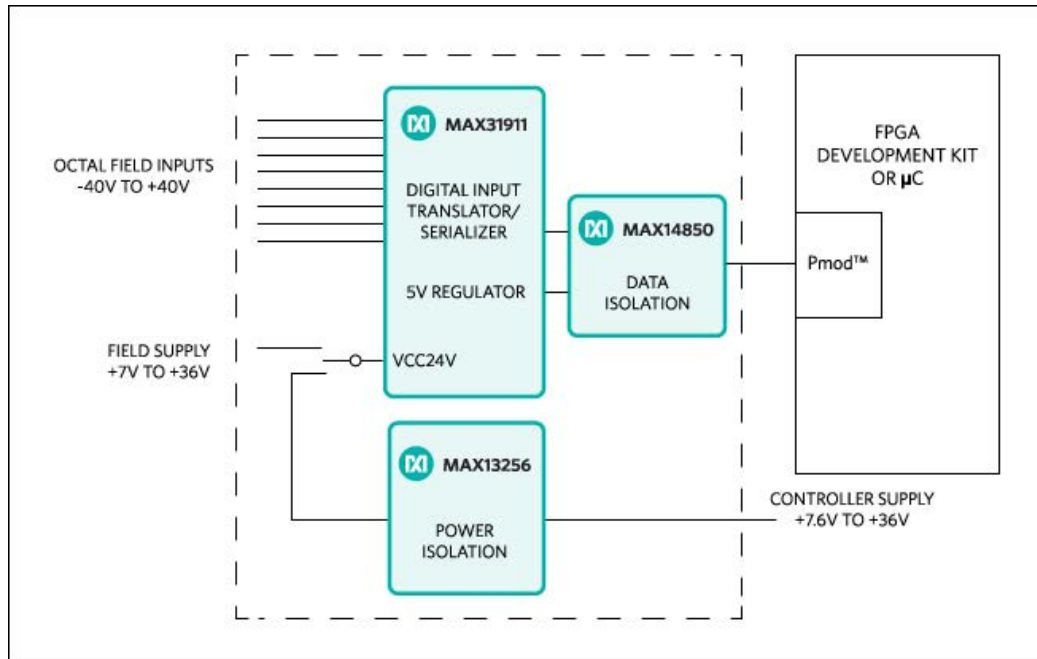 OCTAL FIELD INPUTS
-40V TO +40V
MAX31911
DIGITAL INPUT
TRANSLATOR/
SERIALIZER
5V REGULATOR
VCC24V
FIELD SUPPLY
+7V TO +36V
MAX14850
DATA
ISOLATION
FPGA
DEVELOPMENT KIT
OR µC
Pmod™
MAX13256
POWER
ISOLATION
CONTROLLER SUPPLY
+7.6V TO +36V